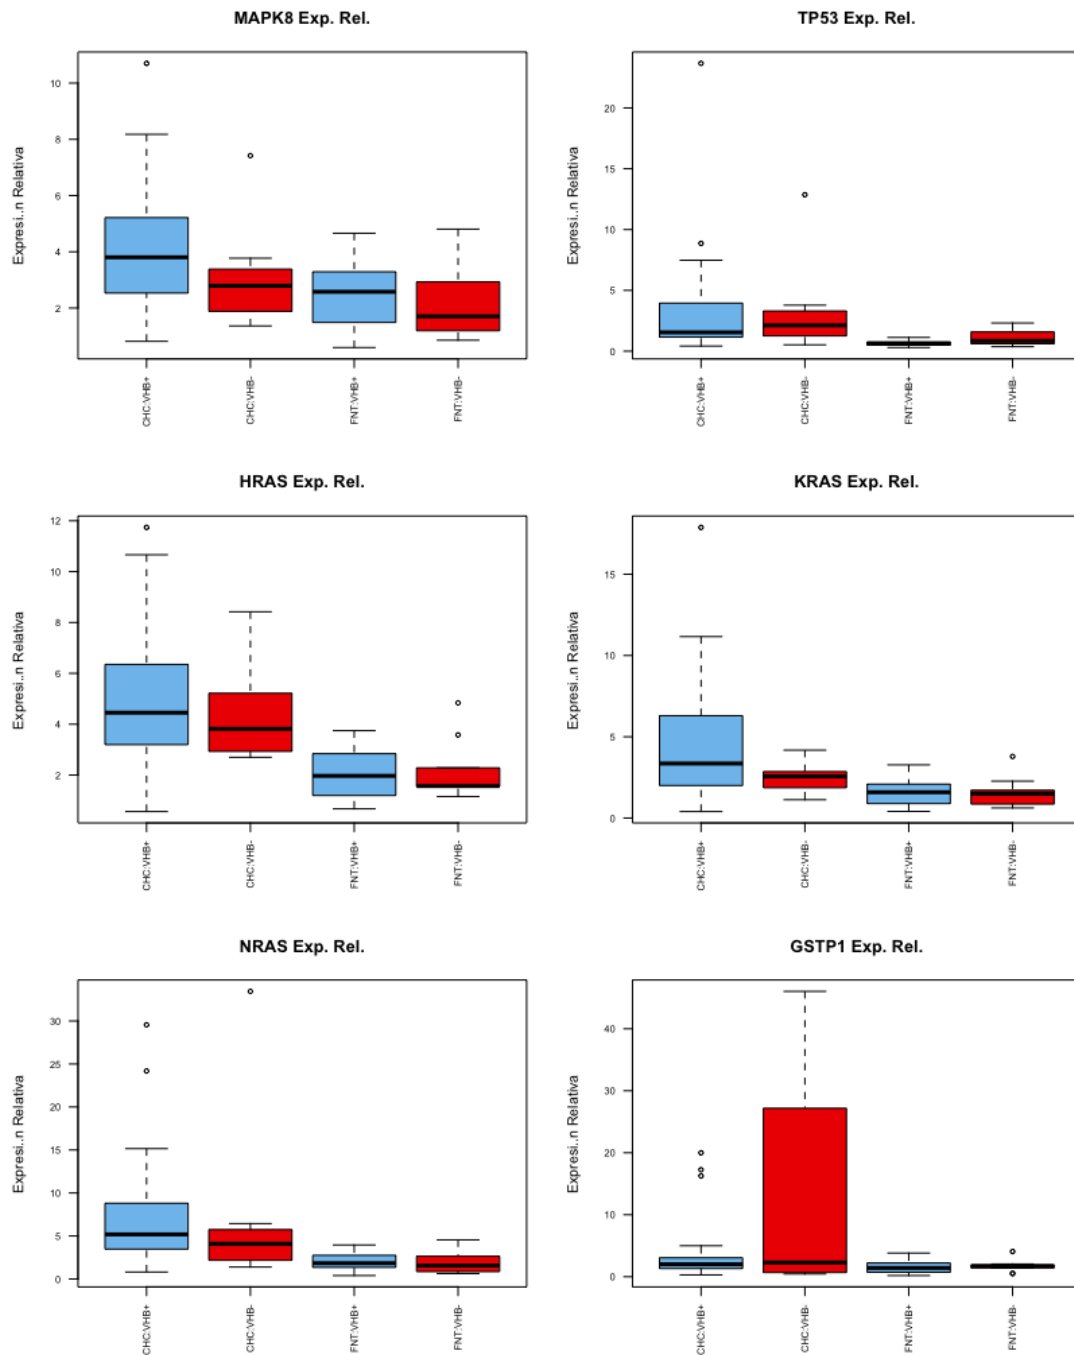 MAPK8 Exp. Rel.
Expresi..n Relativa
10
8
6
4
2
CHC:VHB+
CHC:VHB-
FNT:VHB+
FNT:VHB-
TP53 Exp. Rel.
Expresi..n Relativa
20
15
10
5
0
CHC:VHB+
CHC:VHB-
FNT:VHB+
FNT:VHB-
HRAS Exp. Rel.
Expresi..n Relativa
12
10
8
6
4
2
CHC:VHB+
CHC:VHB-
FNT:VHB+
FNT:VHB-
KRAS Exp. Rel.
Expresi..n Relativa
15
10
5
0
CHC:VHB+
CHC:VHB-
FNT:VHB+
FNT:VHB-
NRAS Exp. Rel.
Expresi..n Relativa
30
25
20
15
10
5
0
CHC:VHB+
CHC:VHB-
FNT:VHB+
FNT:VHB-
GSTP1 Exp. Rel.
Expresi..n Relativa
40
30
20
10
0
CHC:VHB+
CHC:VHB-
FNT:VHB+
FNT:VHB-